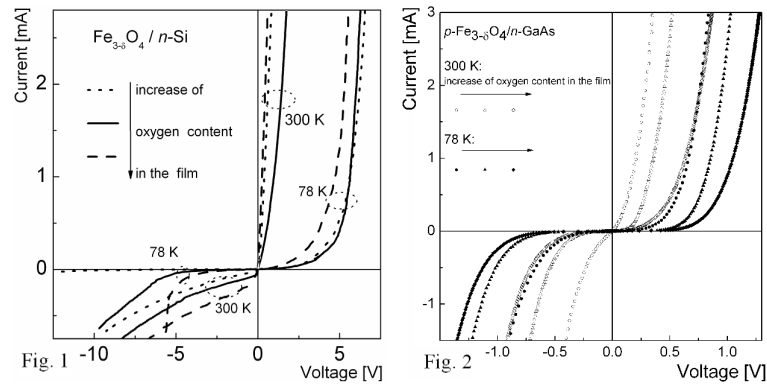 Current [mA]
Fe3-δO4 / n-Si
increase of
oxygen content
in the film
300 K
78 K
78 K
300 K
2
1
0
-10
-5
0
5
Voltage [V]
Fig. 1
Current [mA]
p-Fe3-δO4/n-GaAs
300 K:
increase of oxygen content in the film
78 K:
3
2
1
0
-1
-1.0
-0.5
0.0
0.5
1.0
Voltage [V]
Fig. 2